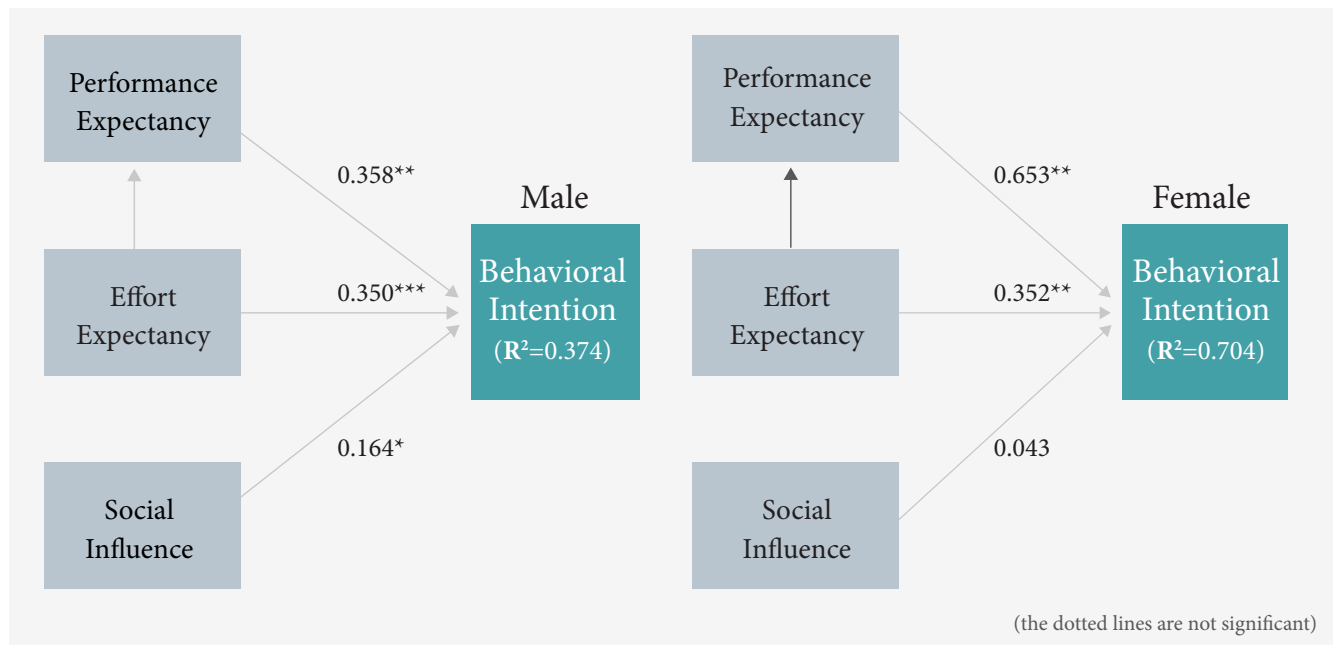 Performance
Expectancy
0.358**
Male
Effort
Expectancy
0.350***
Behavioral
Intention
(R²=0.374)
0.164*
Social
Influence
Performance
Expectancy
0.653**
Female
Effort
Expectancy
0.352**
Behavioral
Intention
(R²=0.704)
0.043
Social
Influence
(the dotted lines are not significant)